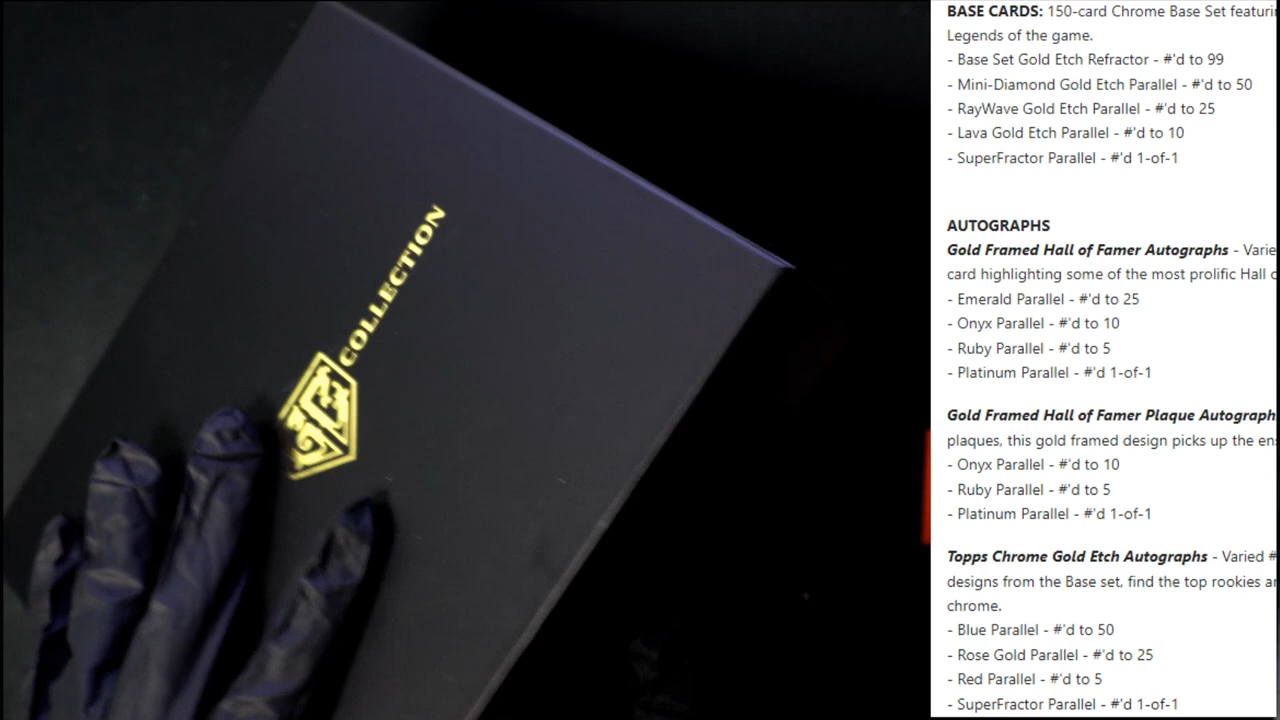 COLLECTION
BASE CARDS: 150-card Chrome Base Set featuri
Legends of the game.
- Base Set Gold Etch Refractor - #'d to 99
- Mini-Diamond Gold Etch Parallel - #'d to 50
- RayWave Gold Etch Parallel - #'d to 25
- Lava Gold Etch Parallel - #'d to 10
- SuperFractor Parallel - #'d 1-of-1
AUTOGRAPHS
Gold Framed Hall of Famer Autographs - Varie
card highlighting some of the most prolific Hall o
- Emerald Parallel - #'d to 25
- Onyx Parallel - #'d to 10
- Ruby Parallel - #'d to 5
- Platinum Parallel - #'d 1-of-1
Gold Framed Hall of Famer Plaque Autograph
plaques, this gold framed design picks up the en
- Onyx Parallel - #'d to 10
- Ruby Parallel - #'d to 5
- Platinum Parallel - #'d 1-of-1
Topps Chrome Gold Etch Autographs - Varied #
designs from the Base set, find the top rookies a
chrome.
- Blue Parallel - #'d to 50
- Rose Gold Parallel - #'d to 25
- Red Parallel - #'d to 5
- SuperFractor Parallel - #'d 1-of-1